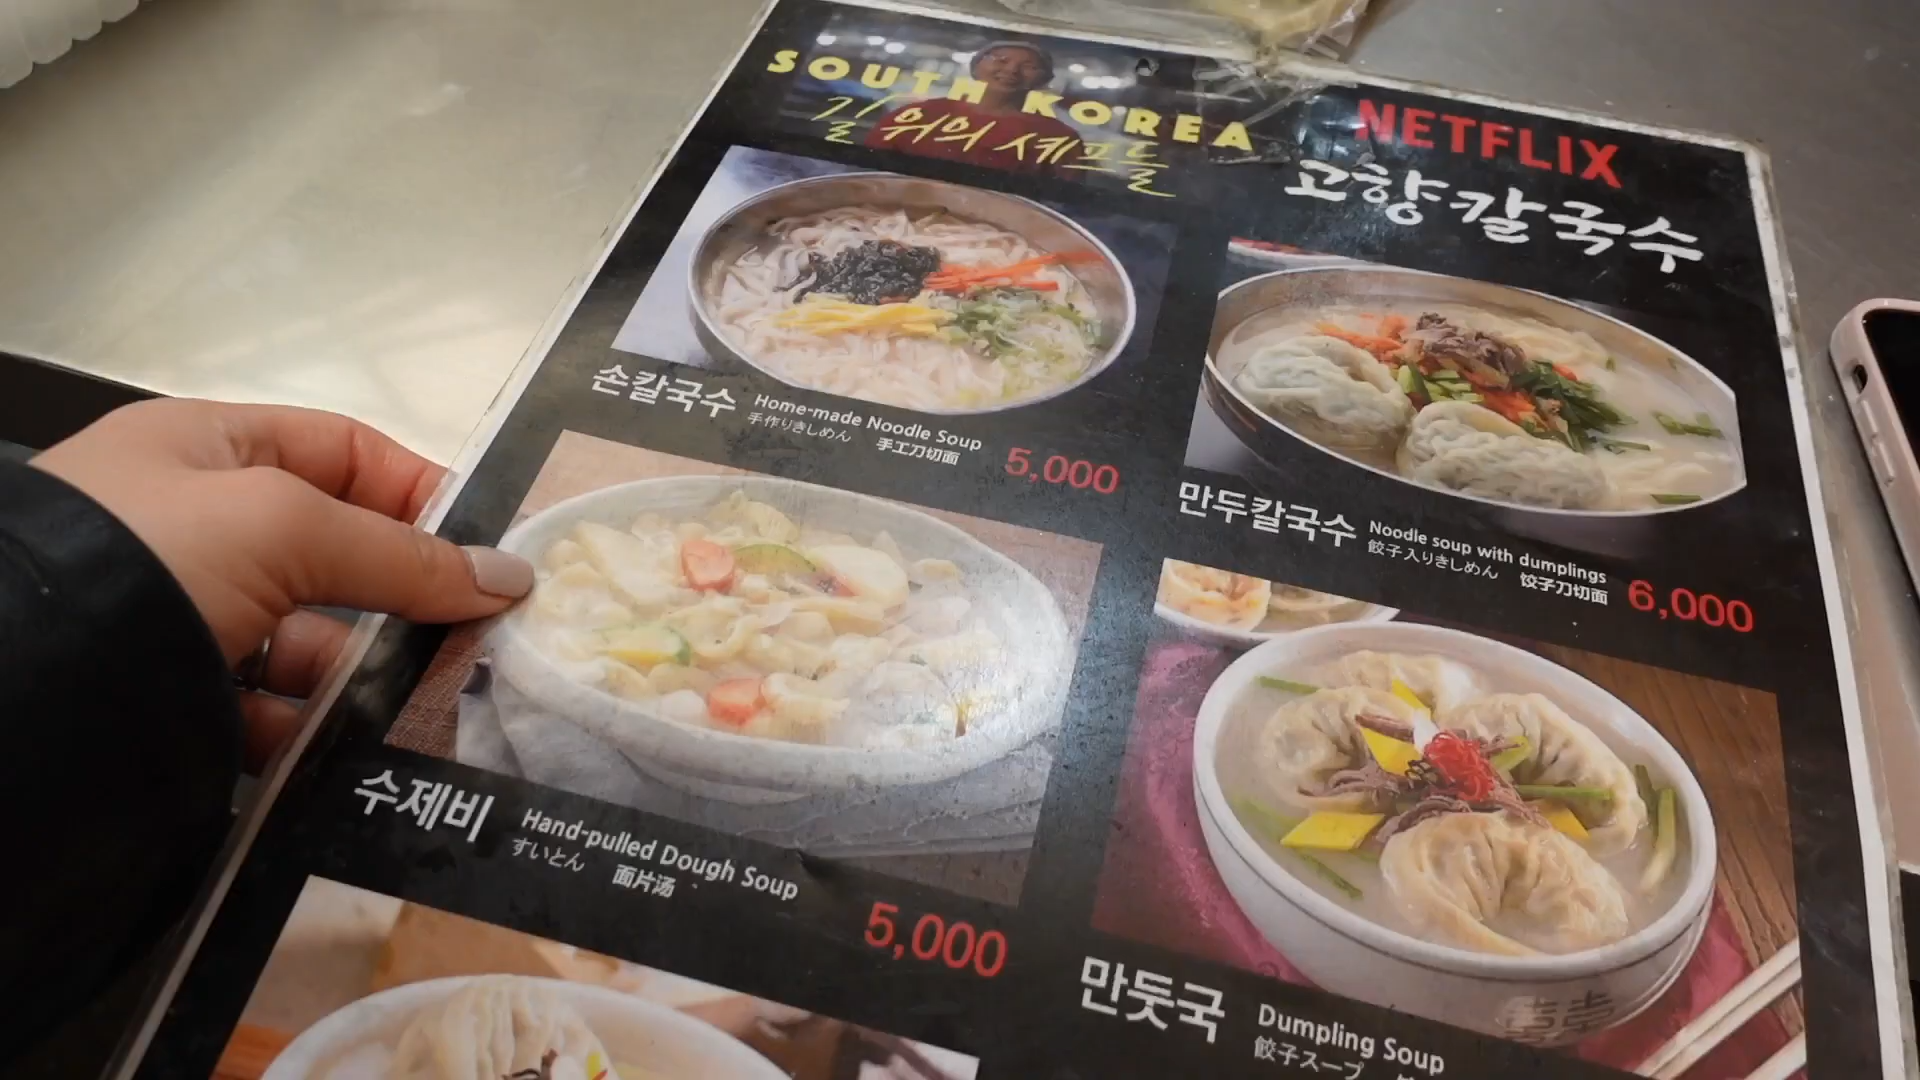 SOUTH KOREA
길 위의 셰프들
NETFLIX
고향칼국수
손칼국수
Home-made Noodle Soup
手作りきしめん 手工刀切面
5,000
만두칼국수
Noodle soup with dumplings
餃子入りきしめん 饺子刀切面
6,000
수제비
Hand-pulled Dough Soup
すいとん 面片汤
5,000
만둣국
Dumpling Soup
餃子スープ